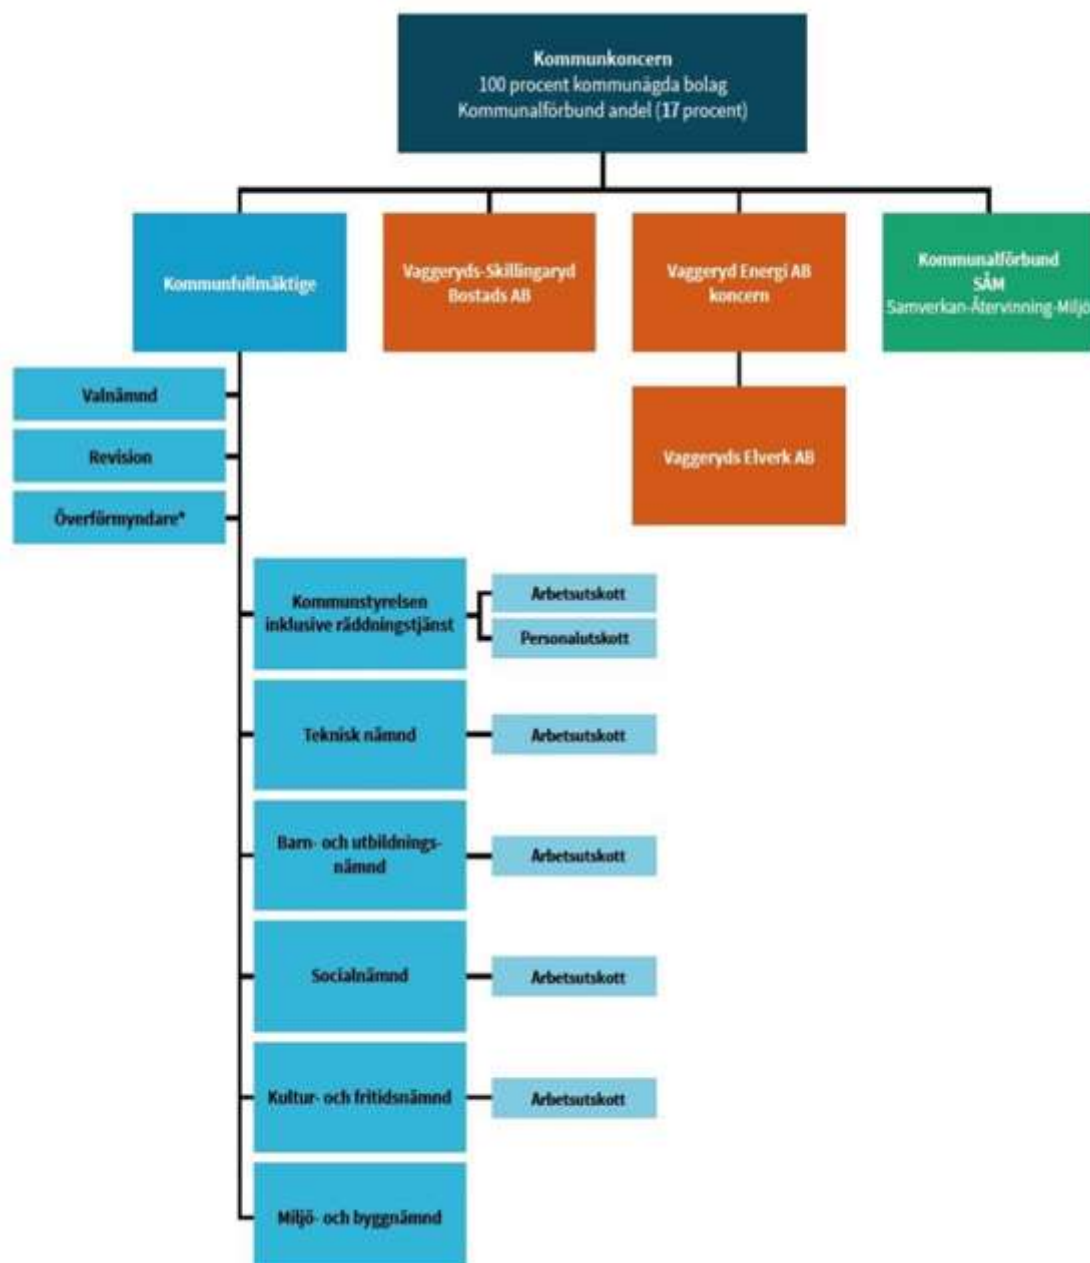 Kommunkoncern
100 procent kommunägda bolag
Kommunalförbund andel (17 procent)
Kommunfullmäktige
Vaggeryds-Skillingaryd
Bostads AB
Vaggeryd Energi AB
koncern
Kommunalförbund
SÅM
Samverkan-Återvinning-Miljö
Valnämnd
Revision
Överförmyndare*
Vaggeryds Elverk AB
Kommunstyrelsen
inklusive räddningstjänst
Arbetsutskott
Personalutskott
Teknisk nämnd
Arbetsutskott
Barn- och utbildnings-
nämnd
Arbetsutskott
Socialnämnd
Arbetsutskott
Kultur- och fritidsnämnd
Arbetsutskott
Miljö- och byggnämnd